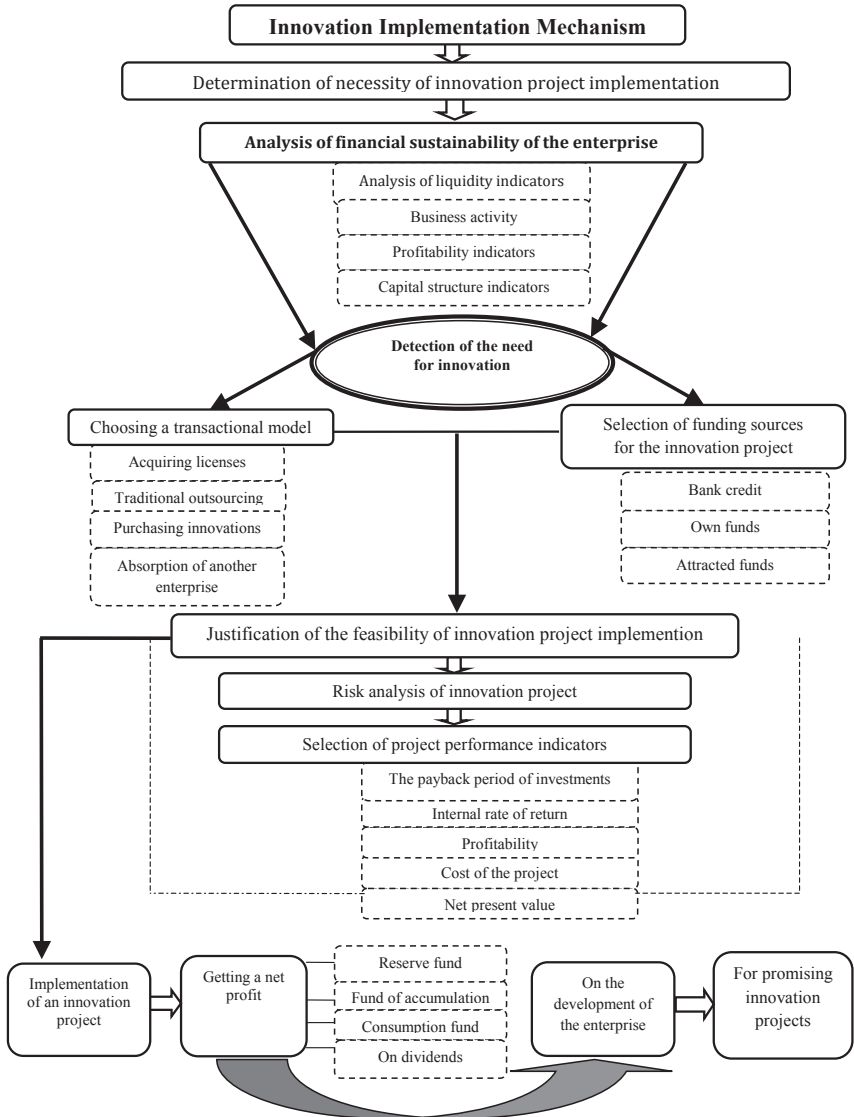 Innovation Implementation Mechanism
Determination of necessity of innovation project implementation
Analysis of financial sustainability of the enterprise
Analysis of liquidity indicators
Business activity
Profitability indicators
Capital structure indicators
Detection of the need
for innovation
Choosing a transactional model
Acquiring licenses
Traditional outsourcing
Purchasing innovations
Absorption of another
enterprise
Selection of funding sources
for the innovation project
Bank credit
Own funds
Attracted funds
Justification of the feasibility of innovation project implemention
Risk analysis of innovation project
Selection of project performance indicators
The payback period of investments
Internal rate of return
Profitability
Cost of the project
Net present value
Implementation
of an innovation
project
Getting a net
profit
Reserve fund
Fund of accumulation
Consumption fund
On dividends
On the
development of
the enterprise
For promising
innovation
projects